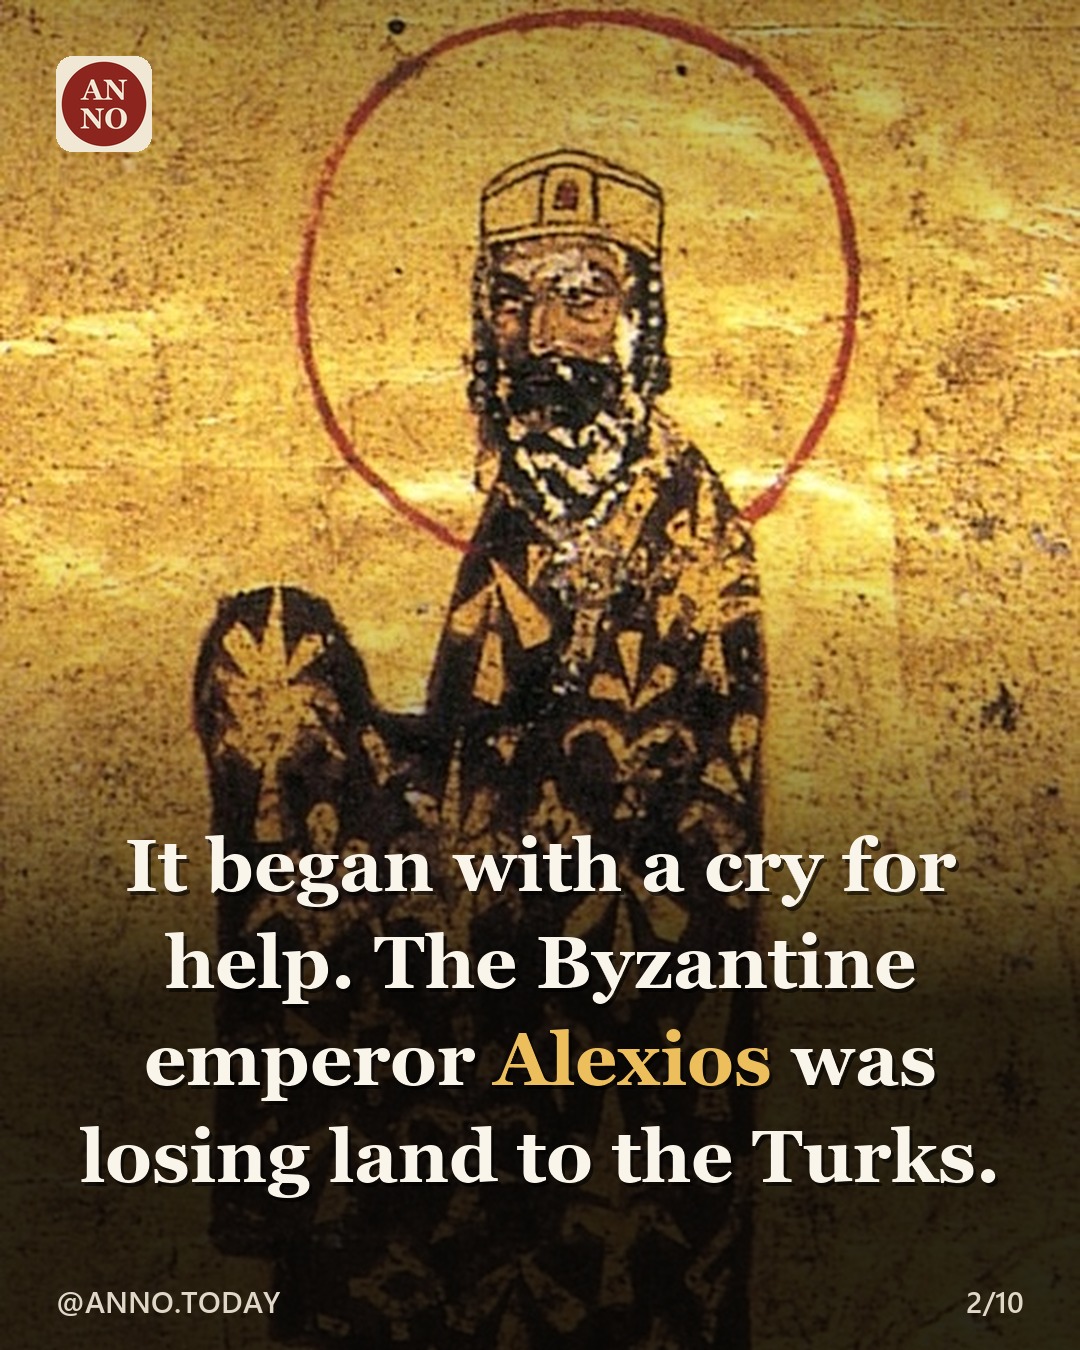 AN
NO
It began with a cry for
help. The Byzantine
emperor Alexios was
losing land to the Turks.
@ANNO.TODAY
2/10